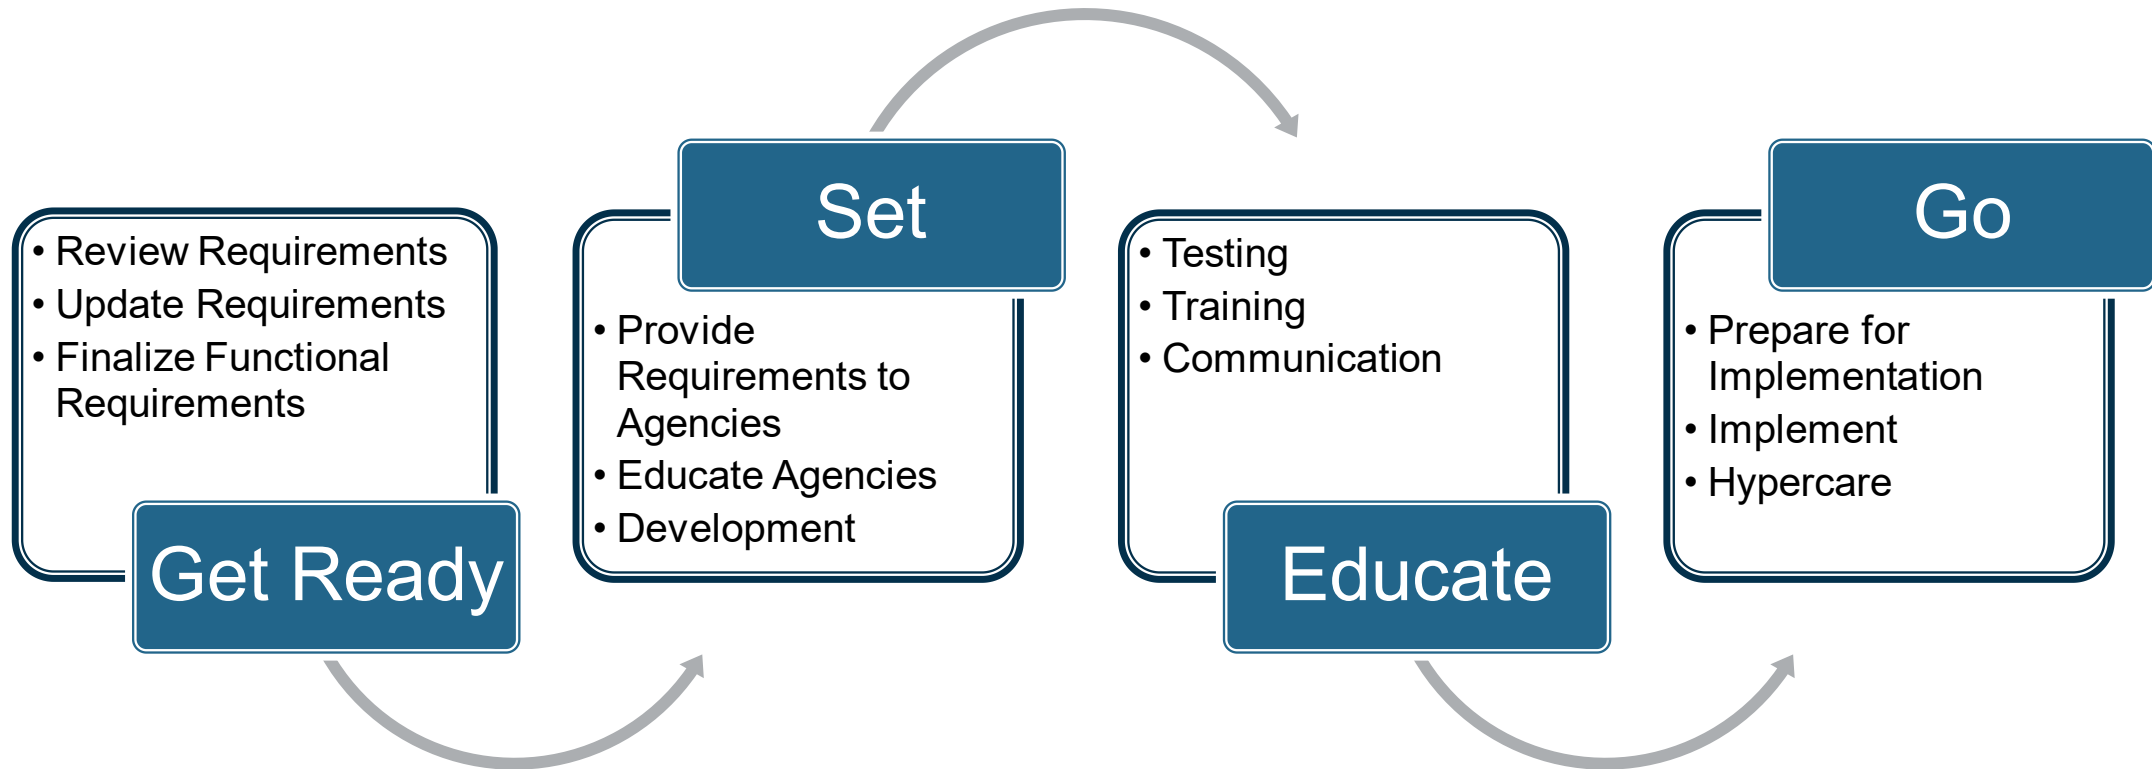 • Review Requirements
• Update Requirements
• Finalize Functional
Requirements
Get Ready
Set
• Provide
Requirements to
Agencies
• Educate Agencies
• Development
• Testing
• Training
• Communication
Educate
Go
• Prepare for
Implementation
• Implement
• Hypercare